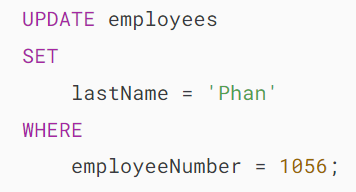 UPDATE employees
SET
    lastName = 'Phan'
WHERE
    employeeNumber = 1056;